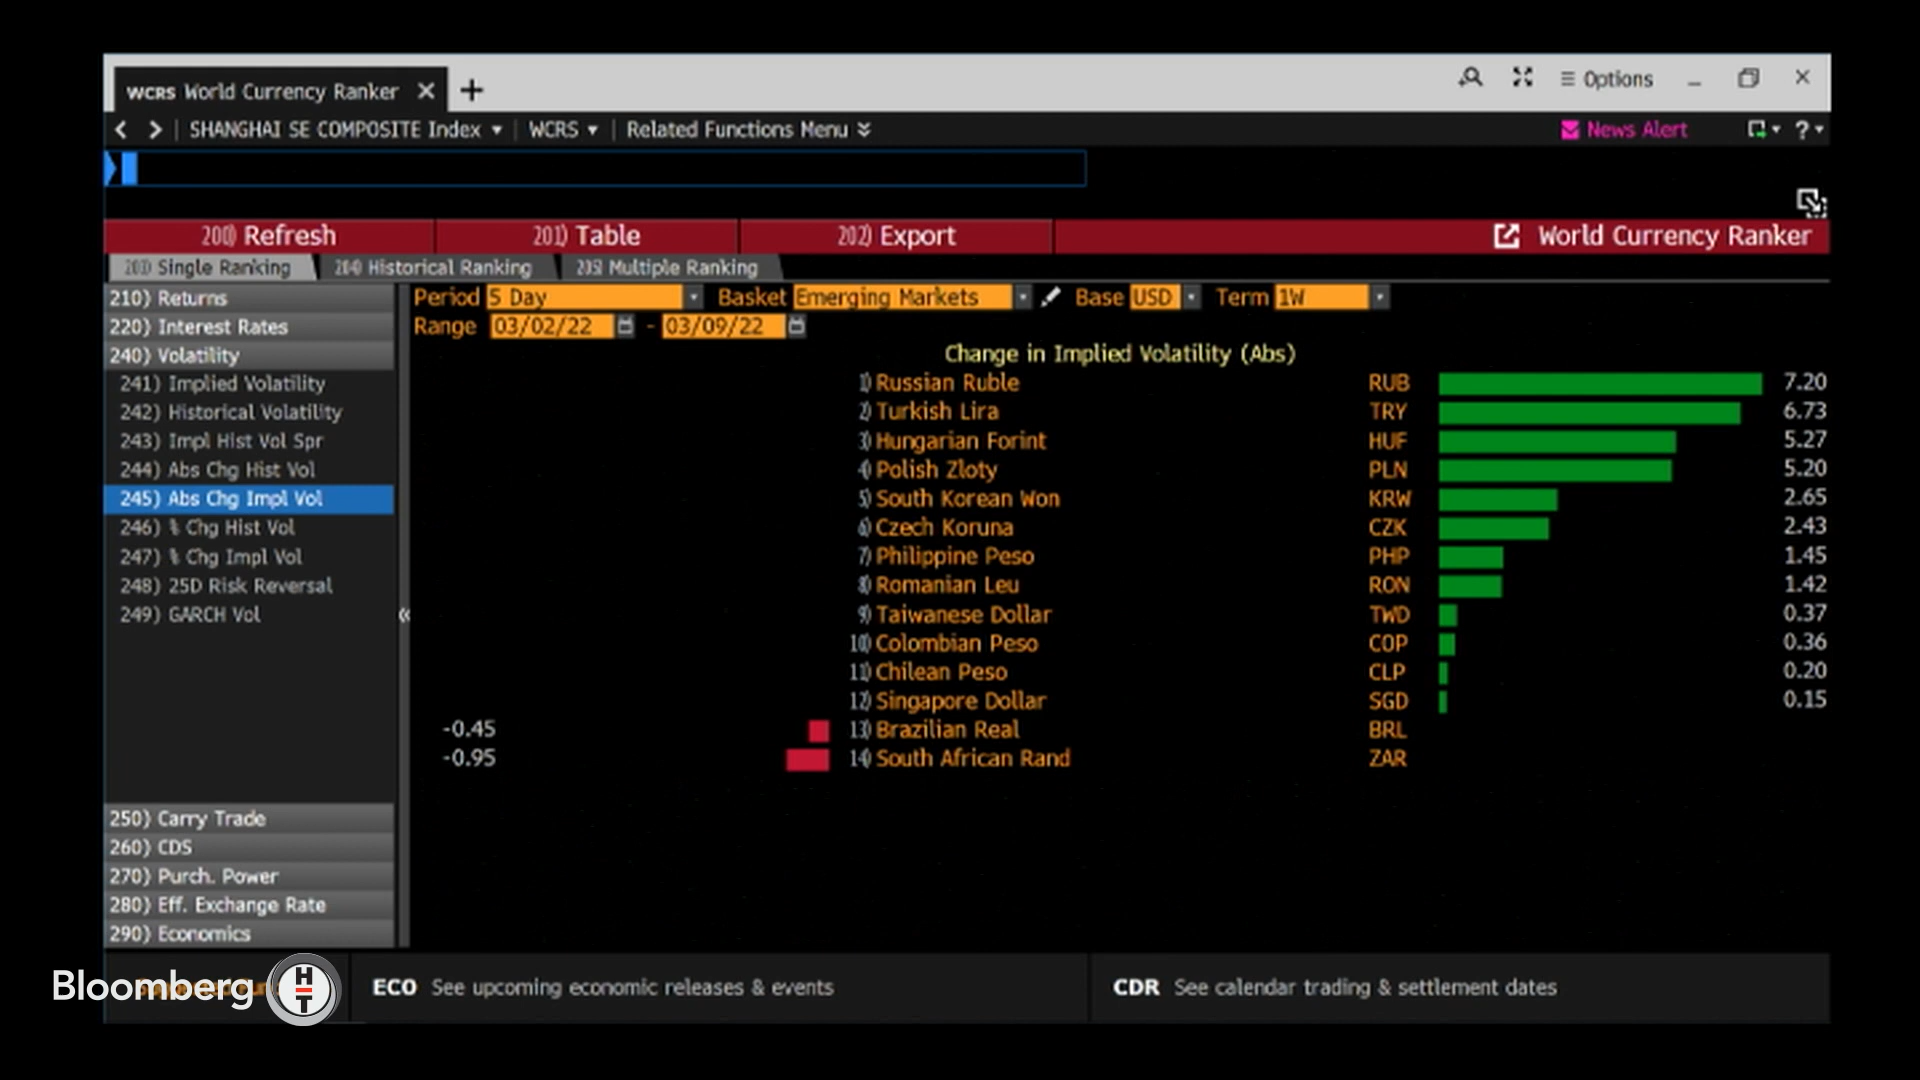 WCRS World Currency Ranker
Options
SHANGHAI SE COMPOSITE Index WCRS Related Functions Menu News Alert ?
200) Refresh 201) Table 202) Export World Currency Ranker
203) Single Ranking 204) Historical Ranking 205) Multiple Ranking
210) Returns
220) Interest Rates
240) Volatility
241) Implied Volatility
242) Historical Volatility
243) Impl Hist Vol Spr
244) Abs Chg Hist Vol
245) Abs Chg Impl Vol
246) % Chg Hist Vol
247) % Chg Impl Vol
248) 25D Risk Reversal
249) GARCH Vol
250) Carry Trade
260) CDS
270) Purch. Power
280) Eff. Exchange Rate
290) Economics
Period 5 Day Basket Emerging Markets Base USD Term 1W
Range 03/02/22 - 03/09/22
Change in Implied Volatility (Abs)
1) Russian Ruble RUB 7.20
2) Turkish Lira TRY 6.73
3) Hungarian Forint HUF 5.27
4) Polish Zloty PLN 5.20
5) South Korean Won KRW 2.65
6) Czech Koruna CZK 2.43
7) Philippine Peso PHP 1.45
8) Romanian Leu RON 1.42
9) Taiwanese Dollar TWD 0.37
10) Colombian Peso COP 0.36
11) Chilean Peso CLP 0.20
12) Singapore Dollar SGD 0.15
-0.45 13) Brazilian Real BRL
-0.95 14) South African Rand ZAR
Bloomberg HT
ECO See upcoming economic releases & events
CDR See calendar trading & settlement dates